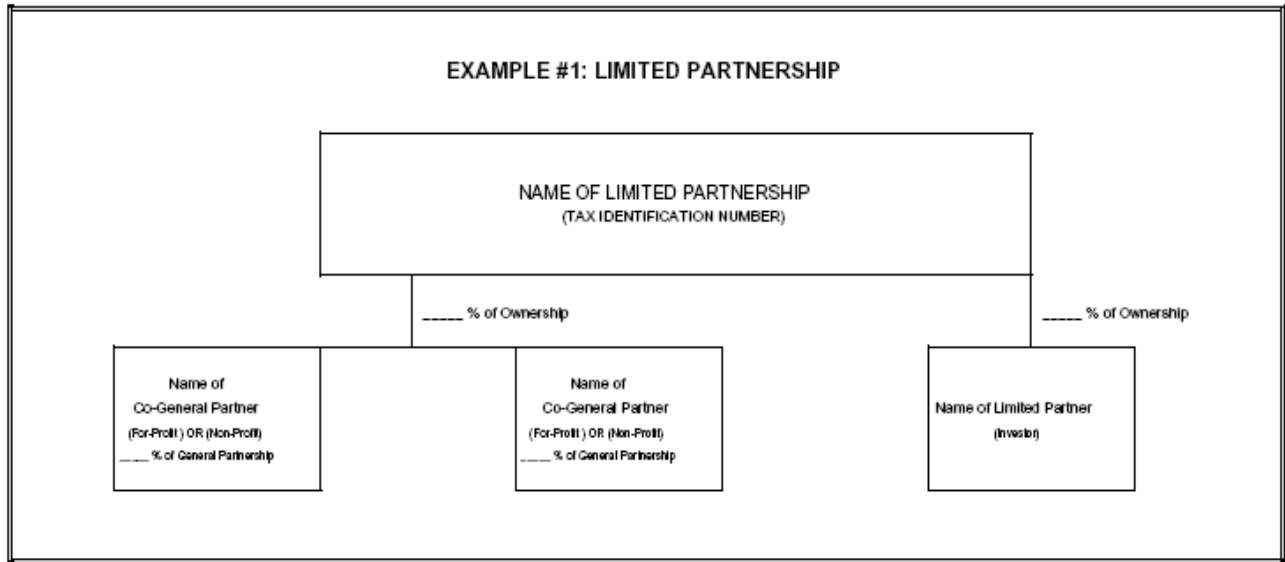 EXAMPLE #1: LIMITED PARTNERSHIP
NAME OF LIMITED PARTNERSHIP
(TAX IDENTIFICATION NUMBER)
_____ % of Ownership
_____ % of Ownership
Name of
Co-General Partner
(For-Profit ) OR (Non-Profit)
_____ % of General Partnership
Name of
Co-General Partner
(For-Profit ) OR (Non-Profit)
_____ % of General Partnership
Name of Limited Partner
(Investor)